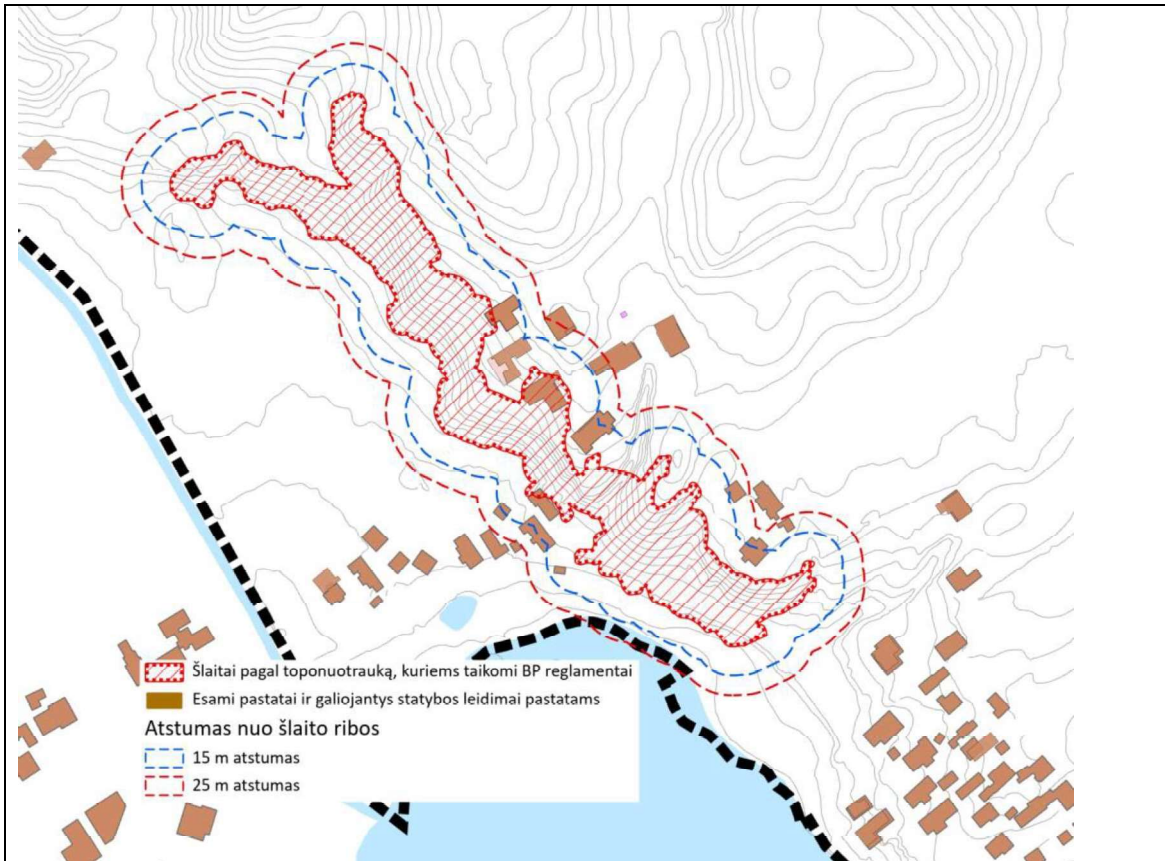 Šlaitai pagal toponuotrauką, kuriems taikomi BP reglamentai
Esami pastatai ir galiojantys statybos leidimai pastatams
Atstumas nuo šlaito ribos
15 m atstumas
25 m atstumas